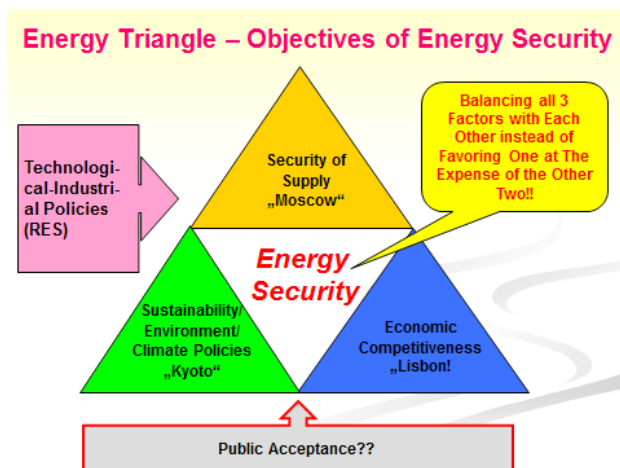 Energy Triangle – Objectives of Energy Security
Balancing all 3
Factors with Each
Other instead of
Favoring One at The
Expense of the Other
Two!!
Technologi-
cal-Industri-
al Policies
(RES)
Security of
Supply
„Moscow“
Energy
Security
Sustainability/
Environment/
Climate Policies
„Kyoto“
Economic
Competitiveness
„Lisbon!
Public Acceptance??